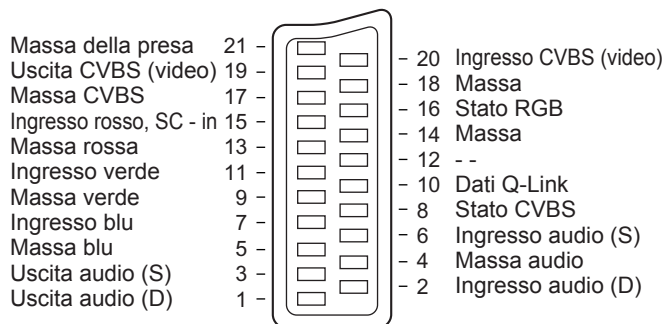 Massa della presa 21
Uscita CVBS (video) 19
Massa CVBS 17
Ingresso rosso, SC - in 15
Massa rossa 13
Ingresso verde 11
Massa verde 9
Ingresso blu 7
Massa blu 5
Uscita audio (S) 3
Uscita audio (D) 1
20 Ingresso CVBS (video)
18 Massa
16 Stato RGB
14 Massa
12 - -
10 Dati Q-Link
8 Stato CVBS
6 Ingresso audio (S)
4 Massa audio
2 Ingresso audio (D)